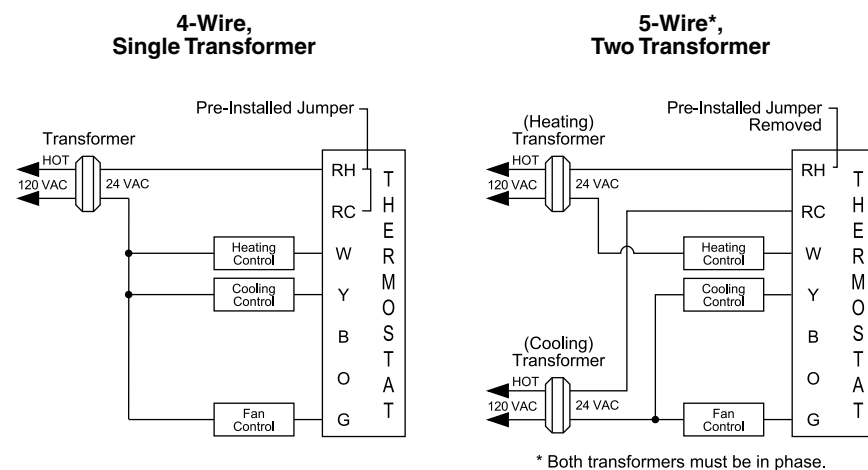 4-Wire,
Single Transformer
Pre-Installed Jumper
Transformer
HOT
120 VAC
24 VAC
RH
RC
W
Y
B
O
G
THERMOSTAT
Heating
Control
Cooling
Control
Fan
Control
5-Wire*,
Two Transformer
Pre-Installed Jumper
Removed
(Heating)
Transformer
HOT
120 VAC
24 VAC
RH
RC
W
Y
B
O
G
THERMOSTAT
Heating
Control
Cooling
Control
(Cooling)
Transformer
HOT
120 VAC
24 VAC
Fan
Control
* Both transformers must be in phase.